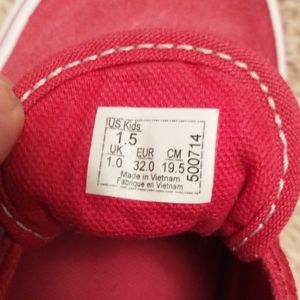 US Kids
1.5
UK EUR CM
1.0 32.0 19.5
Made in Vietnam
Fabriqué en Vietnam
500714